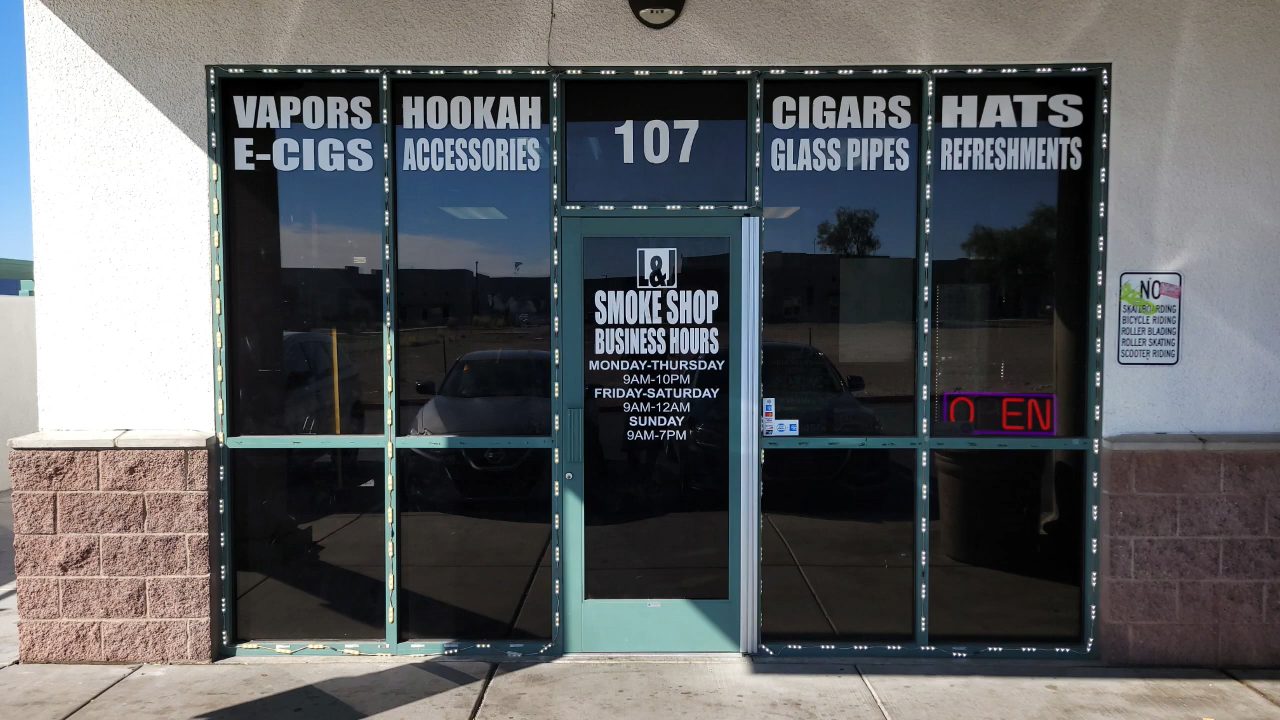 VAPORS
E-CIGS
HOOKAH
ACCESSORIES
107
CIGARS
GLASS PIPES
HATS
REFRESHMENTS
L&J
SMOKE SHOP
BUSINESS HOURS
MONDAY-THURSDAY
9AM-10PM
FRIDAY-SATURDAY
9AM-12AM
SUNDAY
9AM-7PM
O EN
NO
SKATEBOARDING
BICYCLE RIDING
ROLLER BLADING
ROLLER SKATING
SCOOTER RIDING